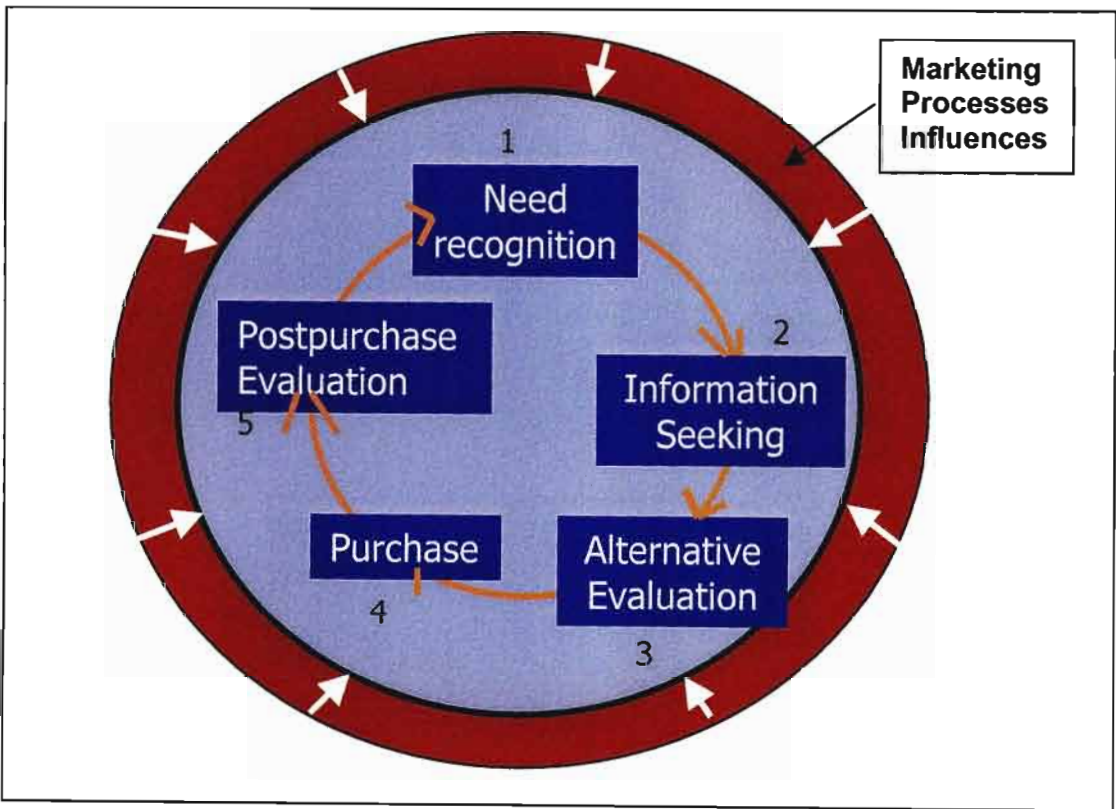 Marketing
Processes
Influences
1
Need
recognition
2
Information
Seeking
3
Alternative
Evaluation
4
Purchase
5
Postpurchase
Evaluation